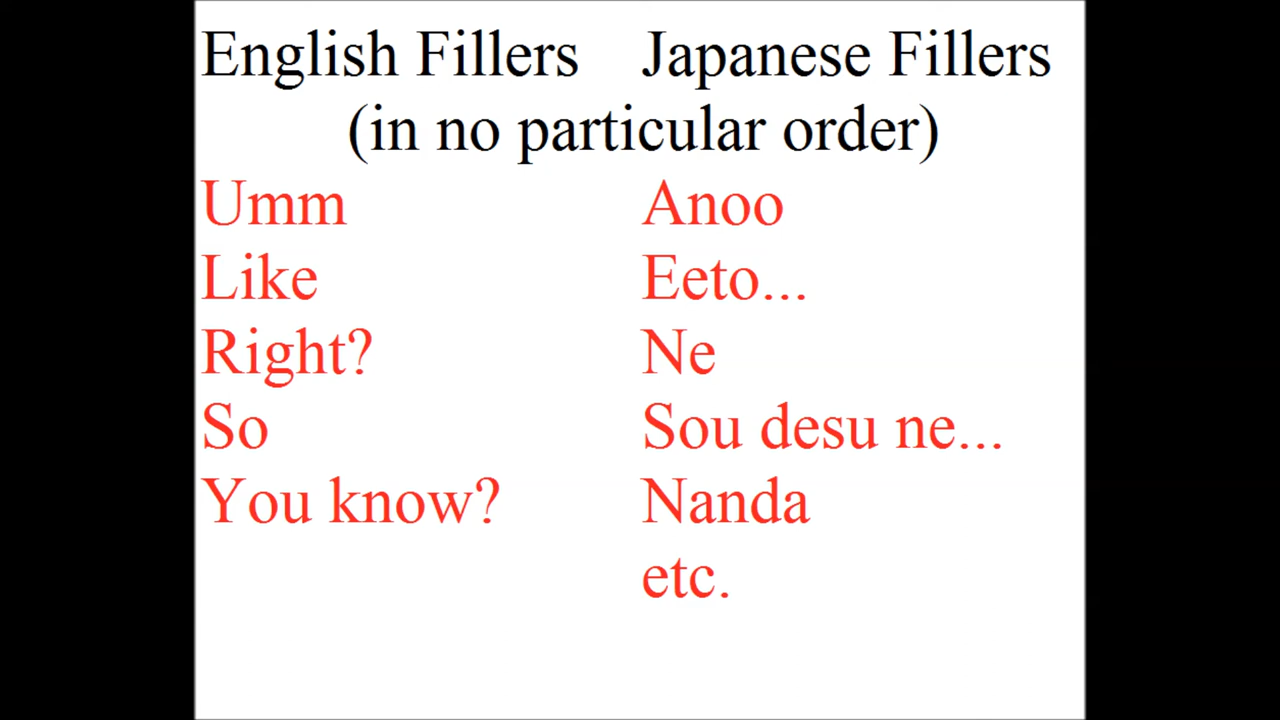 English Fillers Japanese Fillers
(in no particular order)
Umm Anoo
Like Eeto...
Right? Ne
So Sou desu ne...
You know? Nanda
etc.